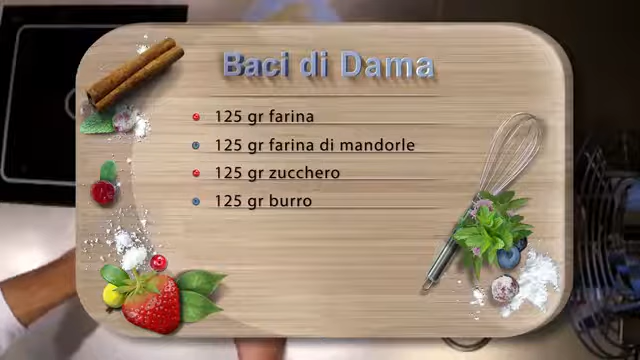 Baci di Dama
125 gr farina
125 gr farina di mandorle
125 gr zucchero
125 gr burro